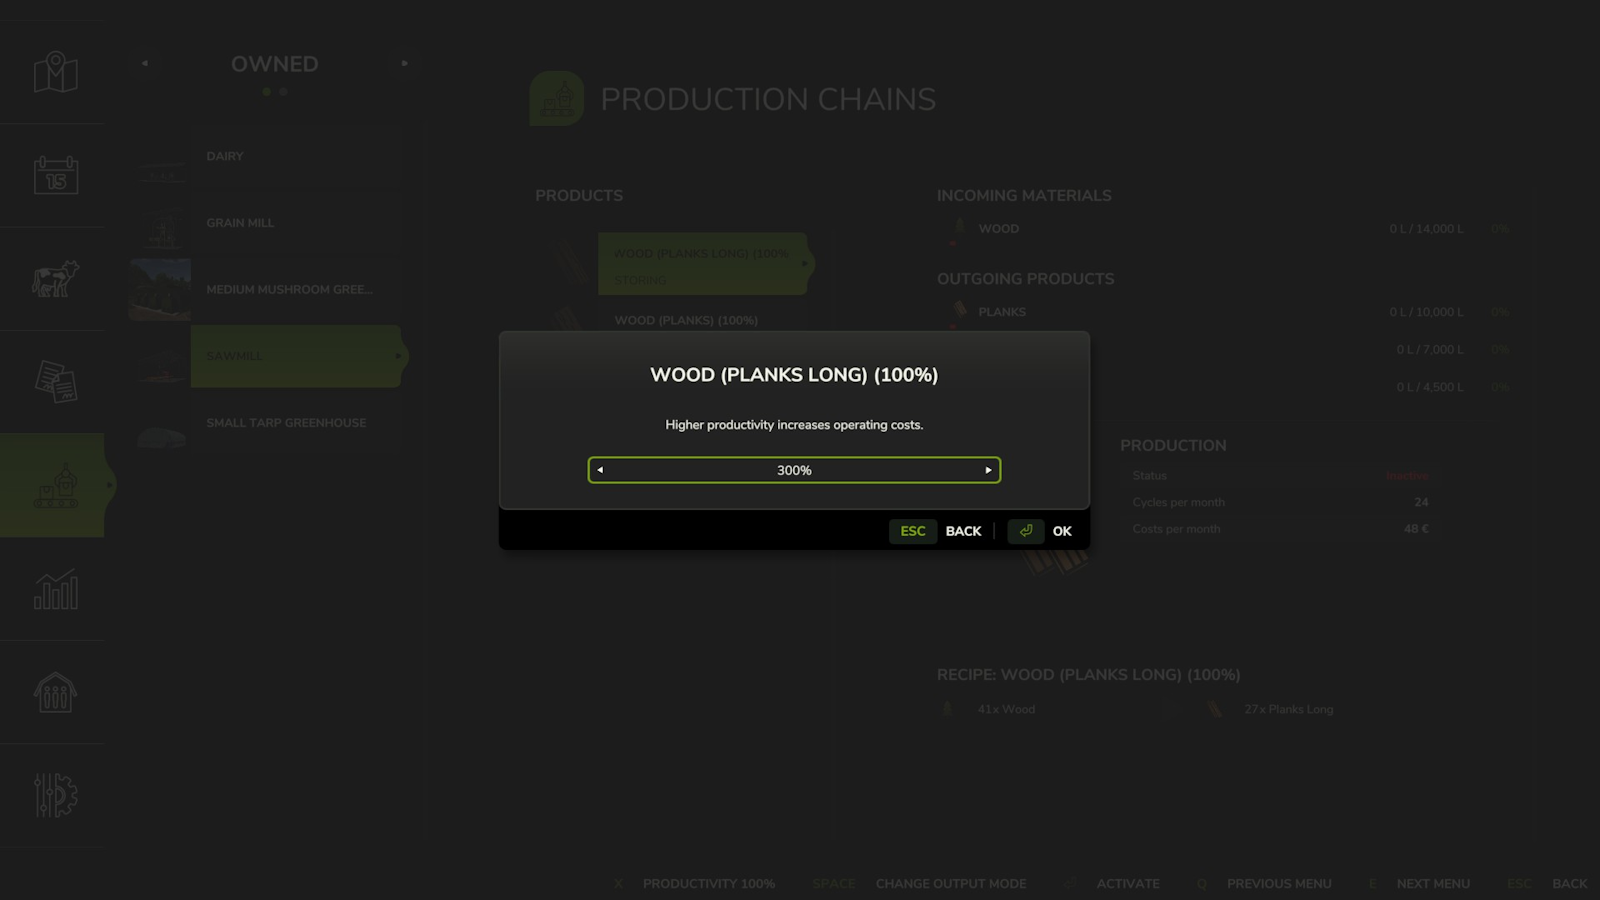 OWNED
15
DAIRY
GRAIN MILL
MEDIUM MUSHROOM GREE...
SAWMILL
SMALL TARP GREENHOUSE
PRODUCTION CHAINS
PRODUCTS
WOOD (PLANKS LONG) (100%
STORING
WOOD (PLANKS) (100%)
INCOMING MATERIALS
WOOD 0 L / 14,000 L 0%
OUTGOING PRODUCTS
PLANKS 0 L / 10,000 L 0%
0 L / 7,000 L 0%
0 L / 4,500 L 0%
WOOD (PLANKS LONG) (100%)
Higher productivity increases operating costs.
300%
ESC BACK OK
PRODUCTION
Status Inactive
Cycles per month 24
Costs per month 48 €
RECIPE: WOOD (PLANKS LONG) (100%)
41x Wood 27x Planks Long
X PRODUCTIVITY 100% SPACE CHANGE OUTPUT MODE ACTIVATE Q PREVIOUS MENU E NEXT MENU ESC BACK